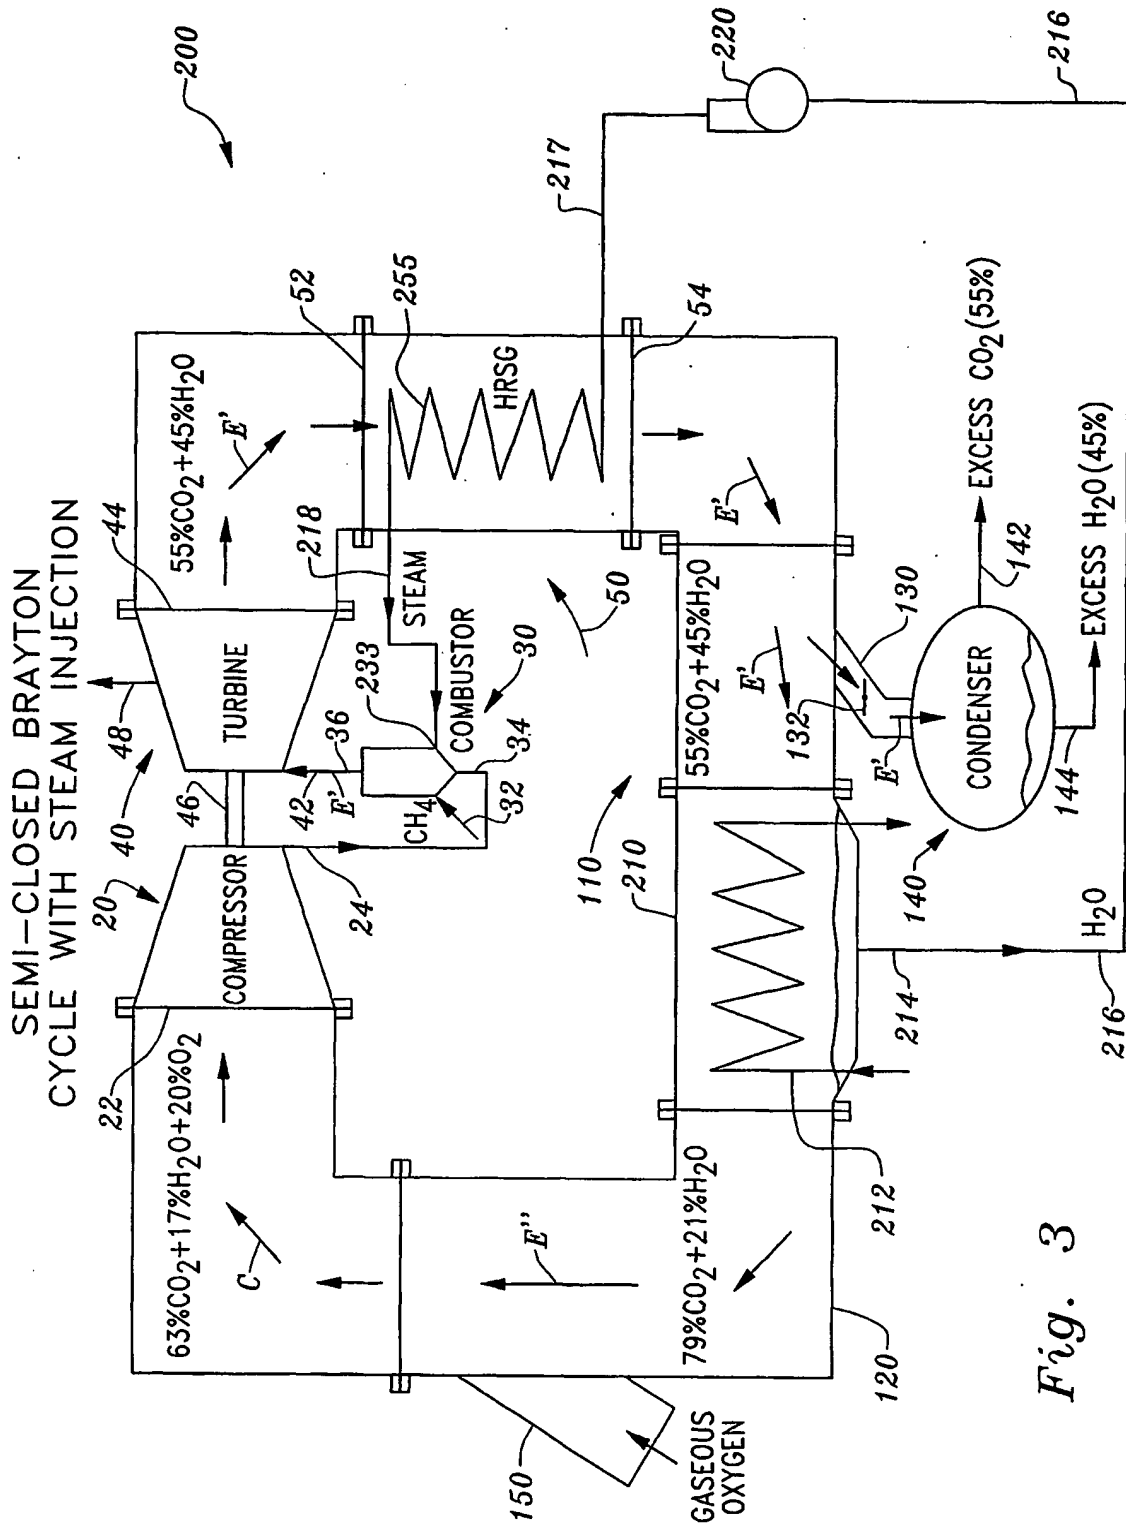 SEMI-CLOSED BRAYTON
CYCLE WITH STEAM INJECTION
200
20
40
48
44
22
46
COMPRESSOR
TURBINE
63%CO2+17%H2O+20%O2
55%CO2+45%H2O
E'
C
24
42
36
E'
233
218
STEAM
52
255
HRSG
CH4
32
34
COMBUSTOR
30
50
54
217
220
216
E''
110
210
E'
79%CO2+21%H2O
55%CO2+45%H2O
E'
150
GASEOUS
OXYGEN
120
212
132
130
E'
CONDENSER
140
142
EXCESS CO2(55%)
144
EXCESS H2O(45%)
214
H2O
216
Fig. 3